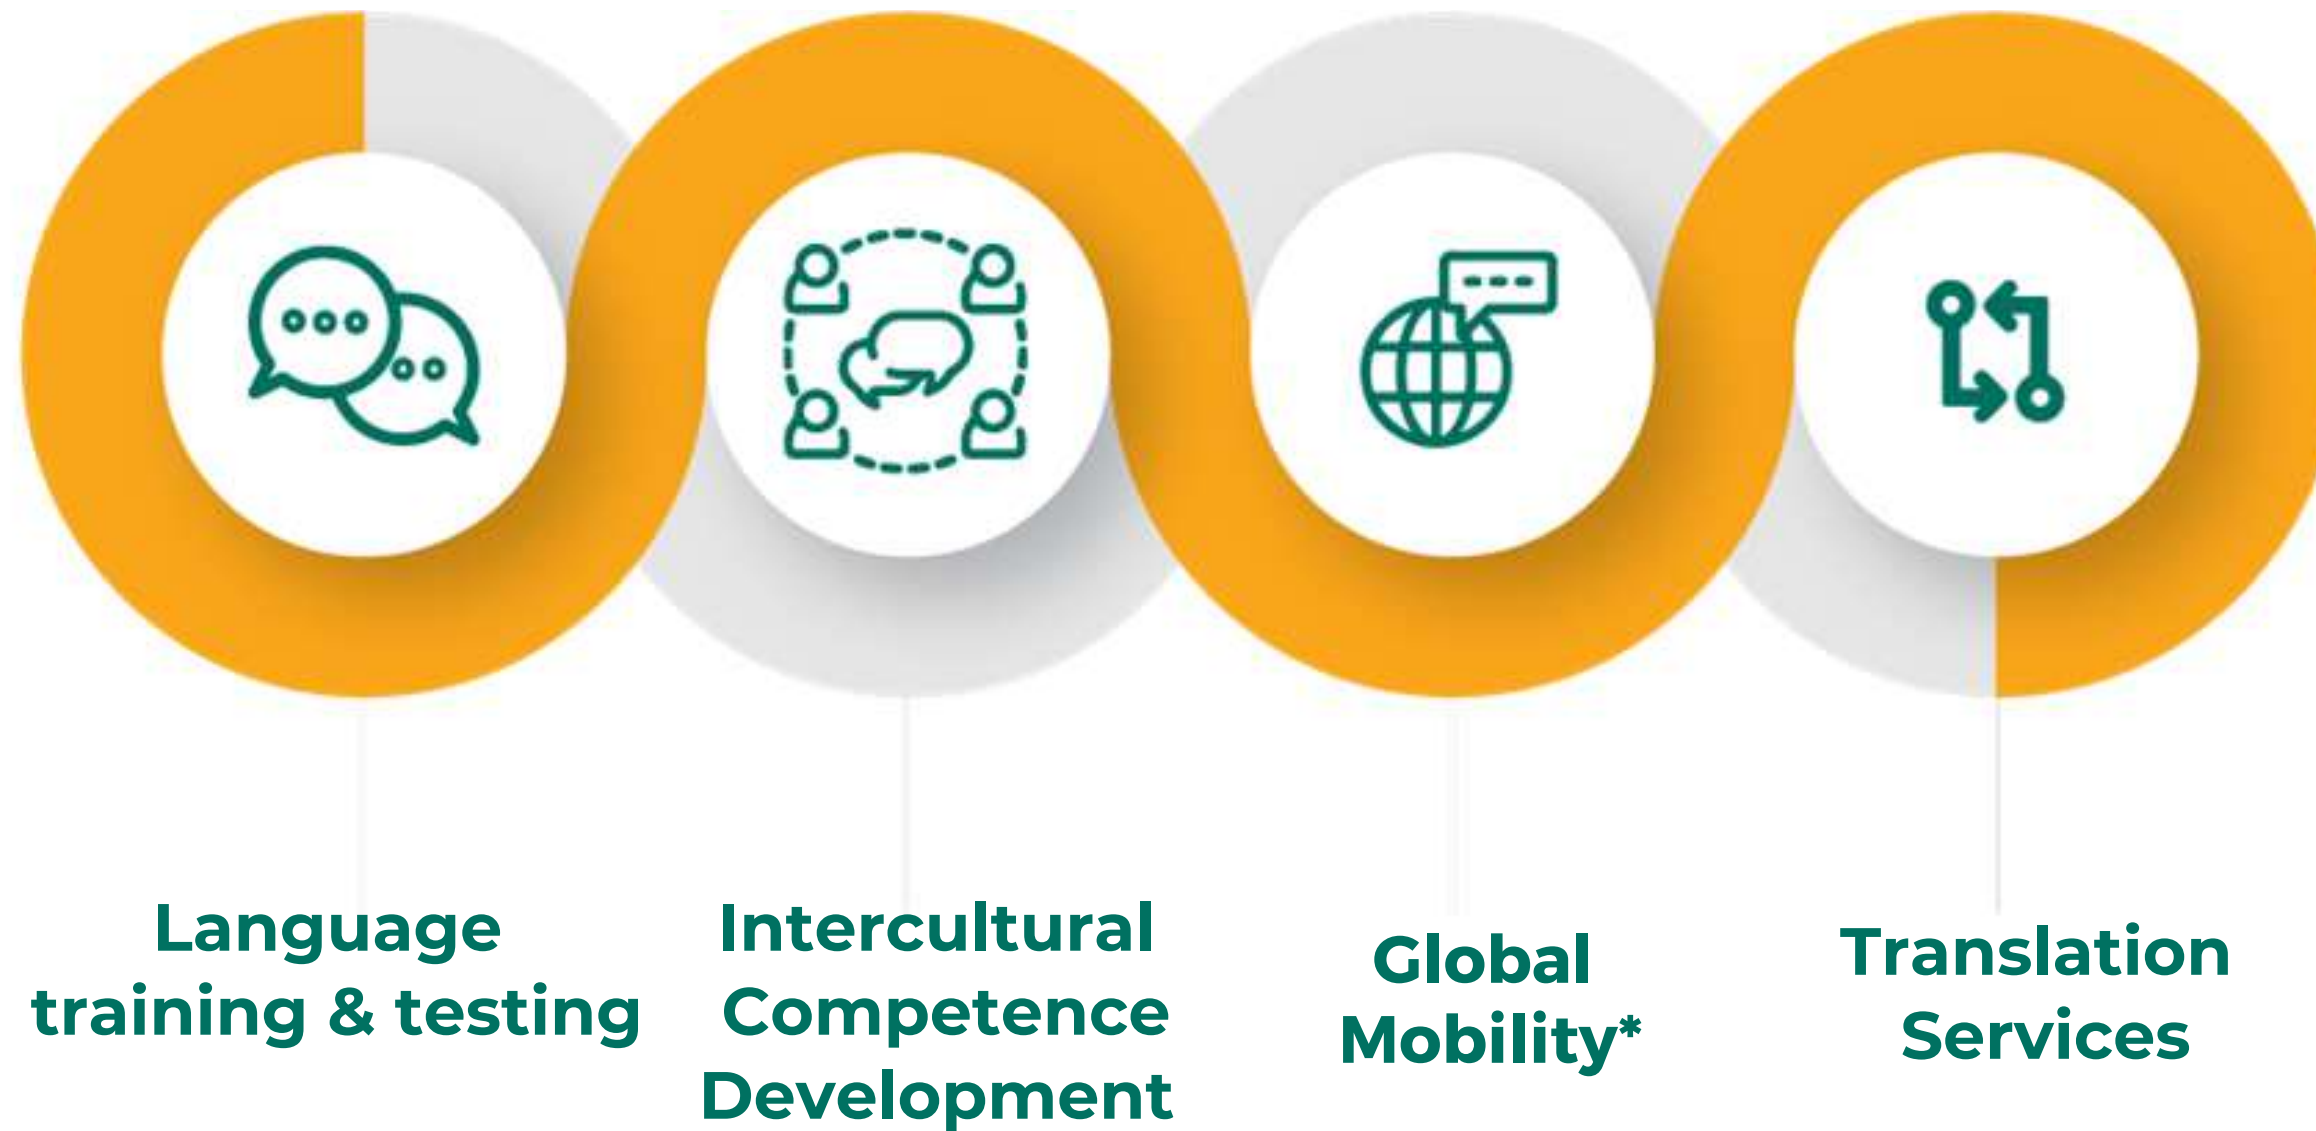 Language
training & testing
Intercultural
Competence
Development
Global
Mobility*
Translation
Services